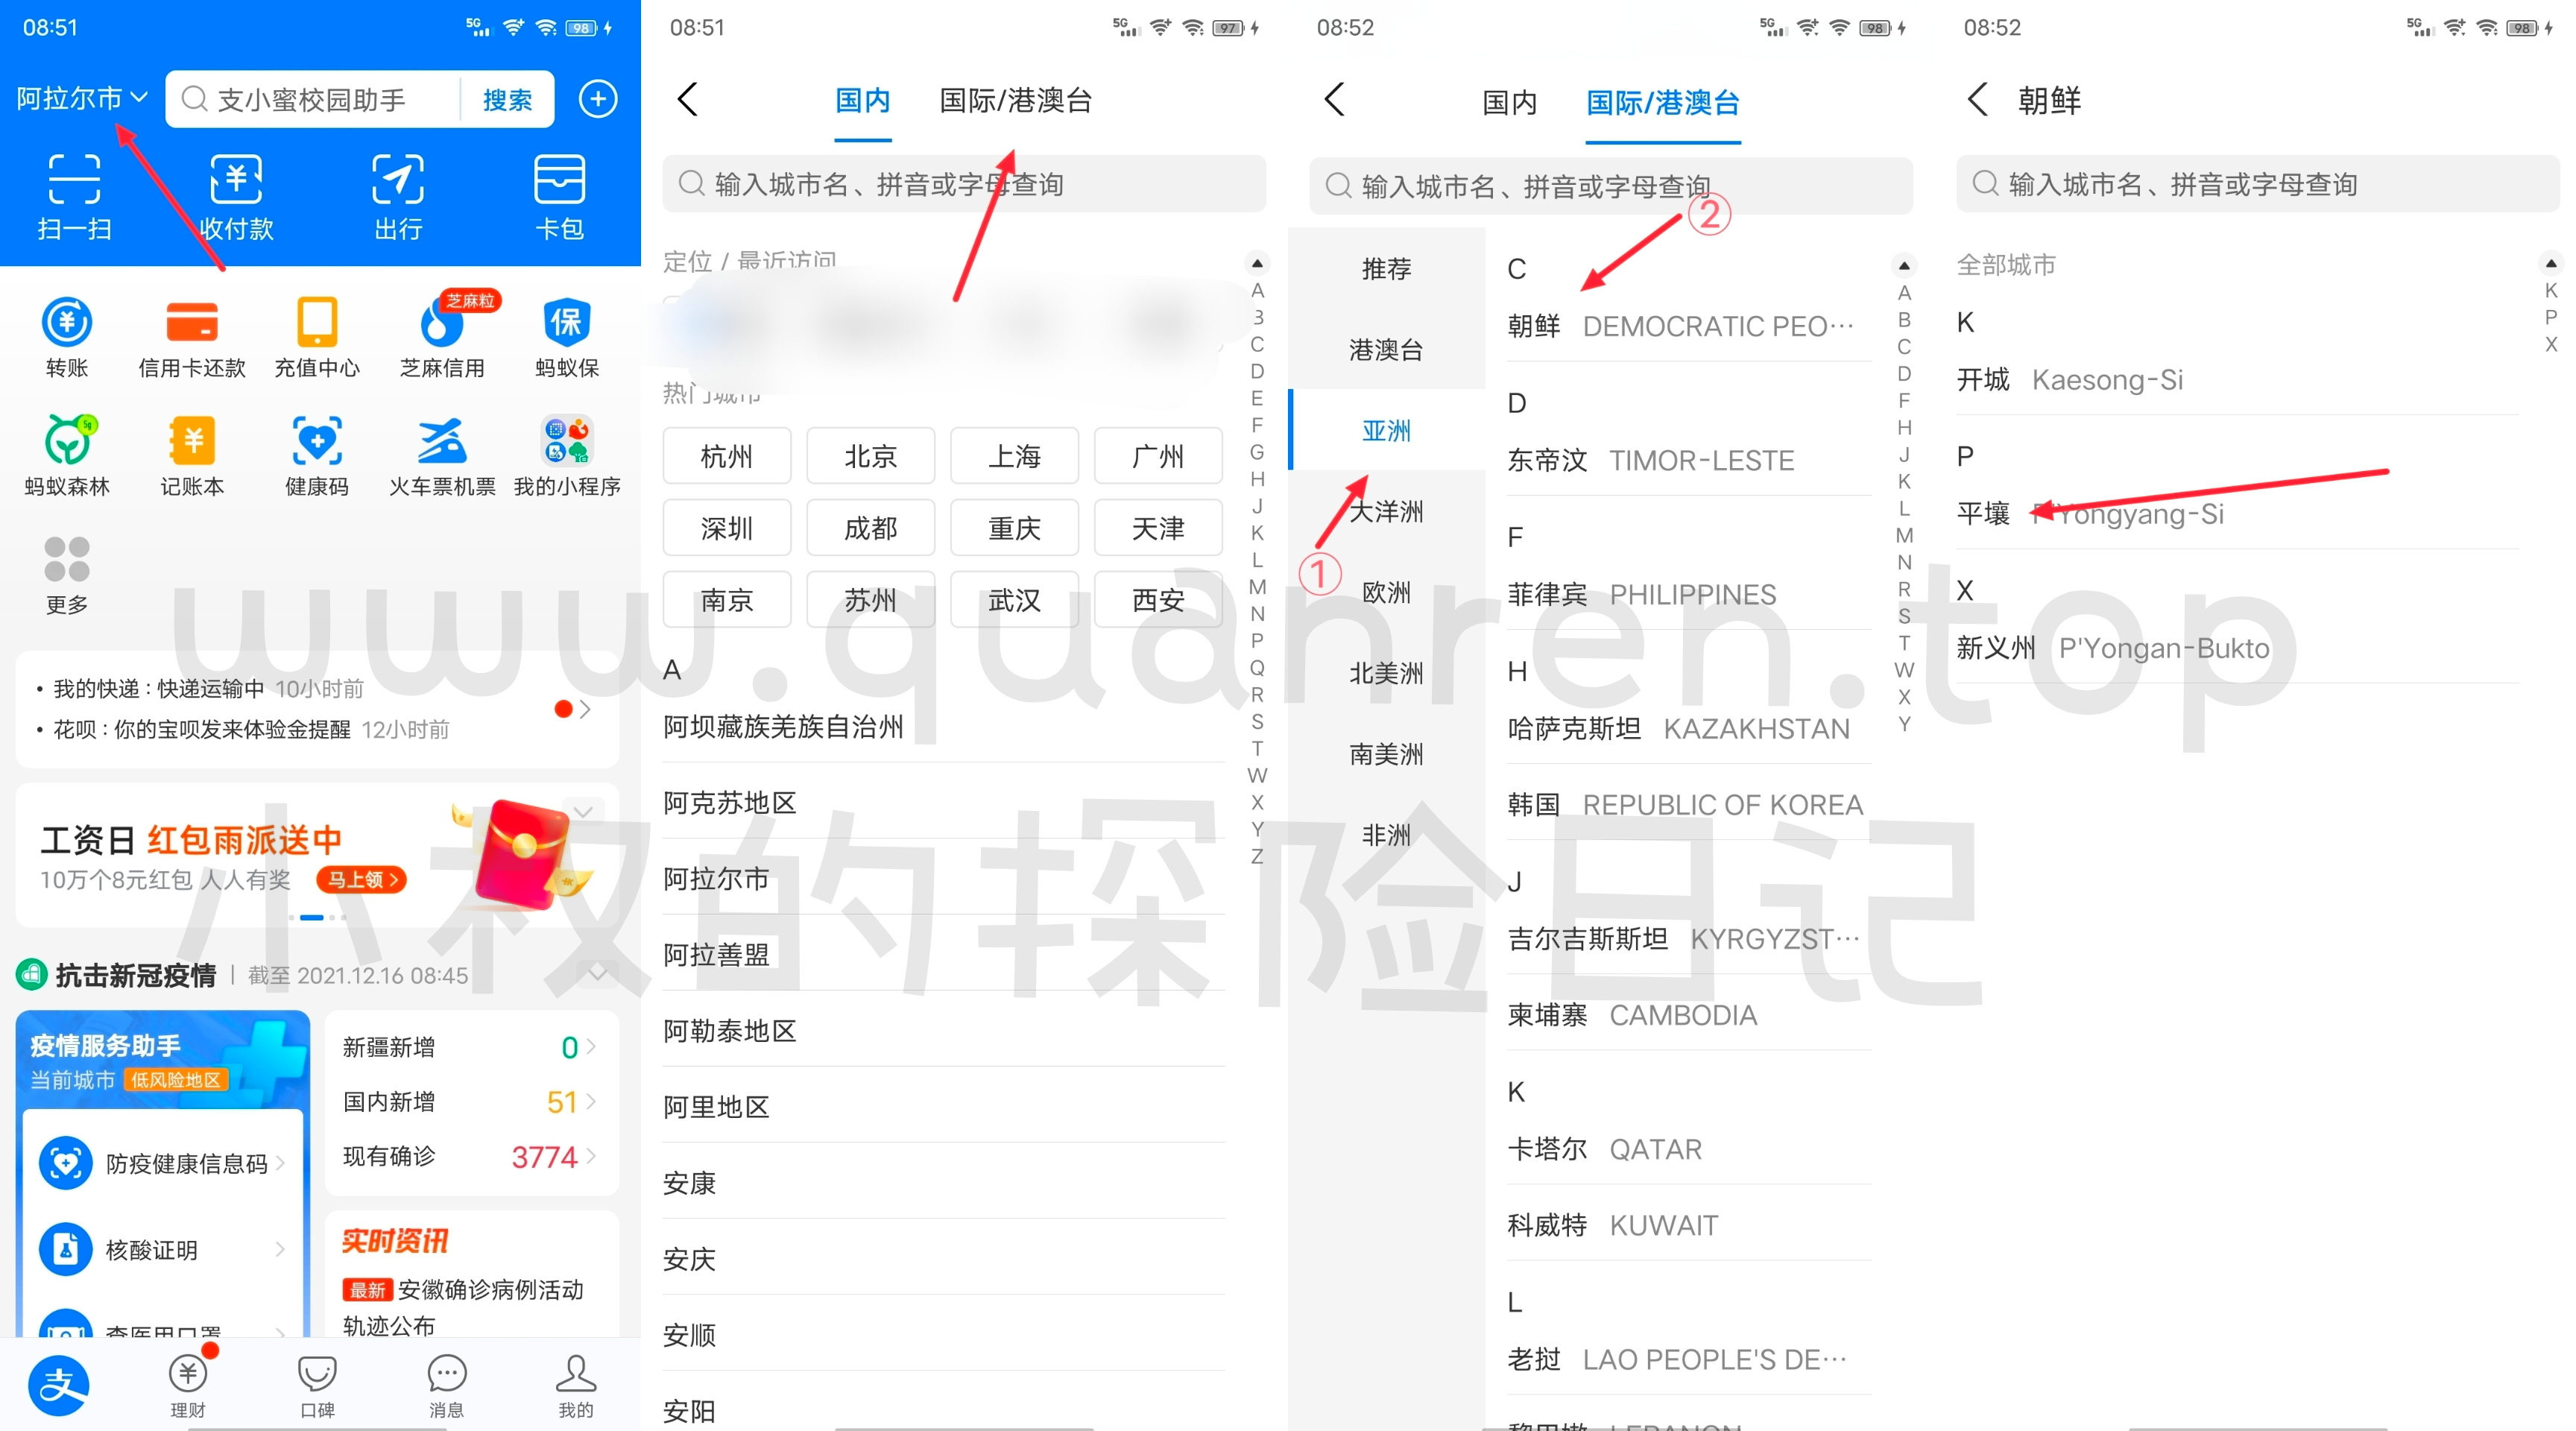 08:51
5G
98
阿拉尔市
支小蜜校园助手
搜索
扫一扫
收付款
出行
卡包
芝麻粒
转账
信用卡还款
充值中心
芝麻信用
保
蚂蚁保
5g
蚂蚁森林
记账本
健康码
火车票机票
我的小程序
更多
· 我的快递：快递运输中 10小时前
· 花呗：你的宝呗发来体验金提醒 12小时前
工资日 红包雨派送中
10万个8元红包 人人有奖 马上领 >
抗击新冠疫情 | 截至 2021.12.16 08:45
疫情服务助手
当前城市 低风险地区
防疫健康信息码
核酸证明
查医用口罩
新疆新增 0
国内新增 51
现有确诊 3774
实时资讯
最新 安徽确诊病例活动
轨迹公布
支
理财
口碑
消息
我的
08:51
5G
97
国内
国际/港澳台
输入城市名、拼音或字母查询
定位 / 最近访问
热门城市
杭州 北京 上海 广州
深圳 成都 重庆 天津
南京 苏州 武汉 西安
A
阿坝藏族羌族自治州
阿克苏地区
阿拉尔市
阿拉善盟
阿勒泰地区
阿里地区
安康
安庆
安顺
安阳
A
B
C
D
E
F
G
H
J
K
L
M
N
P
Q
R
S
T
W
X
Y
Z
08:52
5G
98
国内
国际/港澳台
输入城市名、拼音或字母查询
②
推荐
港澳台
亚洲
大洋洲
①
欧洲
北美洲
南美洲
非洲
C
朝鲜 DEMOCRATIC PEO···
D
东帝汶 TIMOR-LESTE
F
菲律宾 PHILIPPINES
H
哈萨克斯坦 KAZAKHSTAN
韩国 REPUBLIC OF KOREA
J
吉尔吉斯斯坦 KYRGYZST···
柬埔寨 CAMBODIA
K
卡塔尔 QATAR
科威特 KUWAIT
L
老挝 LAO PEOPLE'S DE···
黎巴嫩 LEBANON
A
B
C
D
F
H
J
K
L
M
N
R
S
T
W
X
Y
08:52
5G
98
朝鲜
输入城市名、拼音或字母查询
全部城市
K
开城 Kaesong-Si
P
平壤 P'Yongyang-Si
X
新义州 P'Yongan-Bukto
K
P
X
www.quanren.top
小权的探险日记